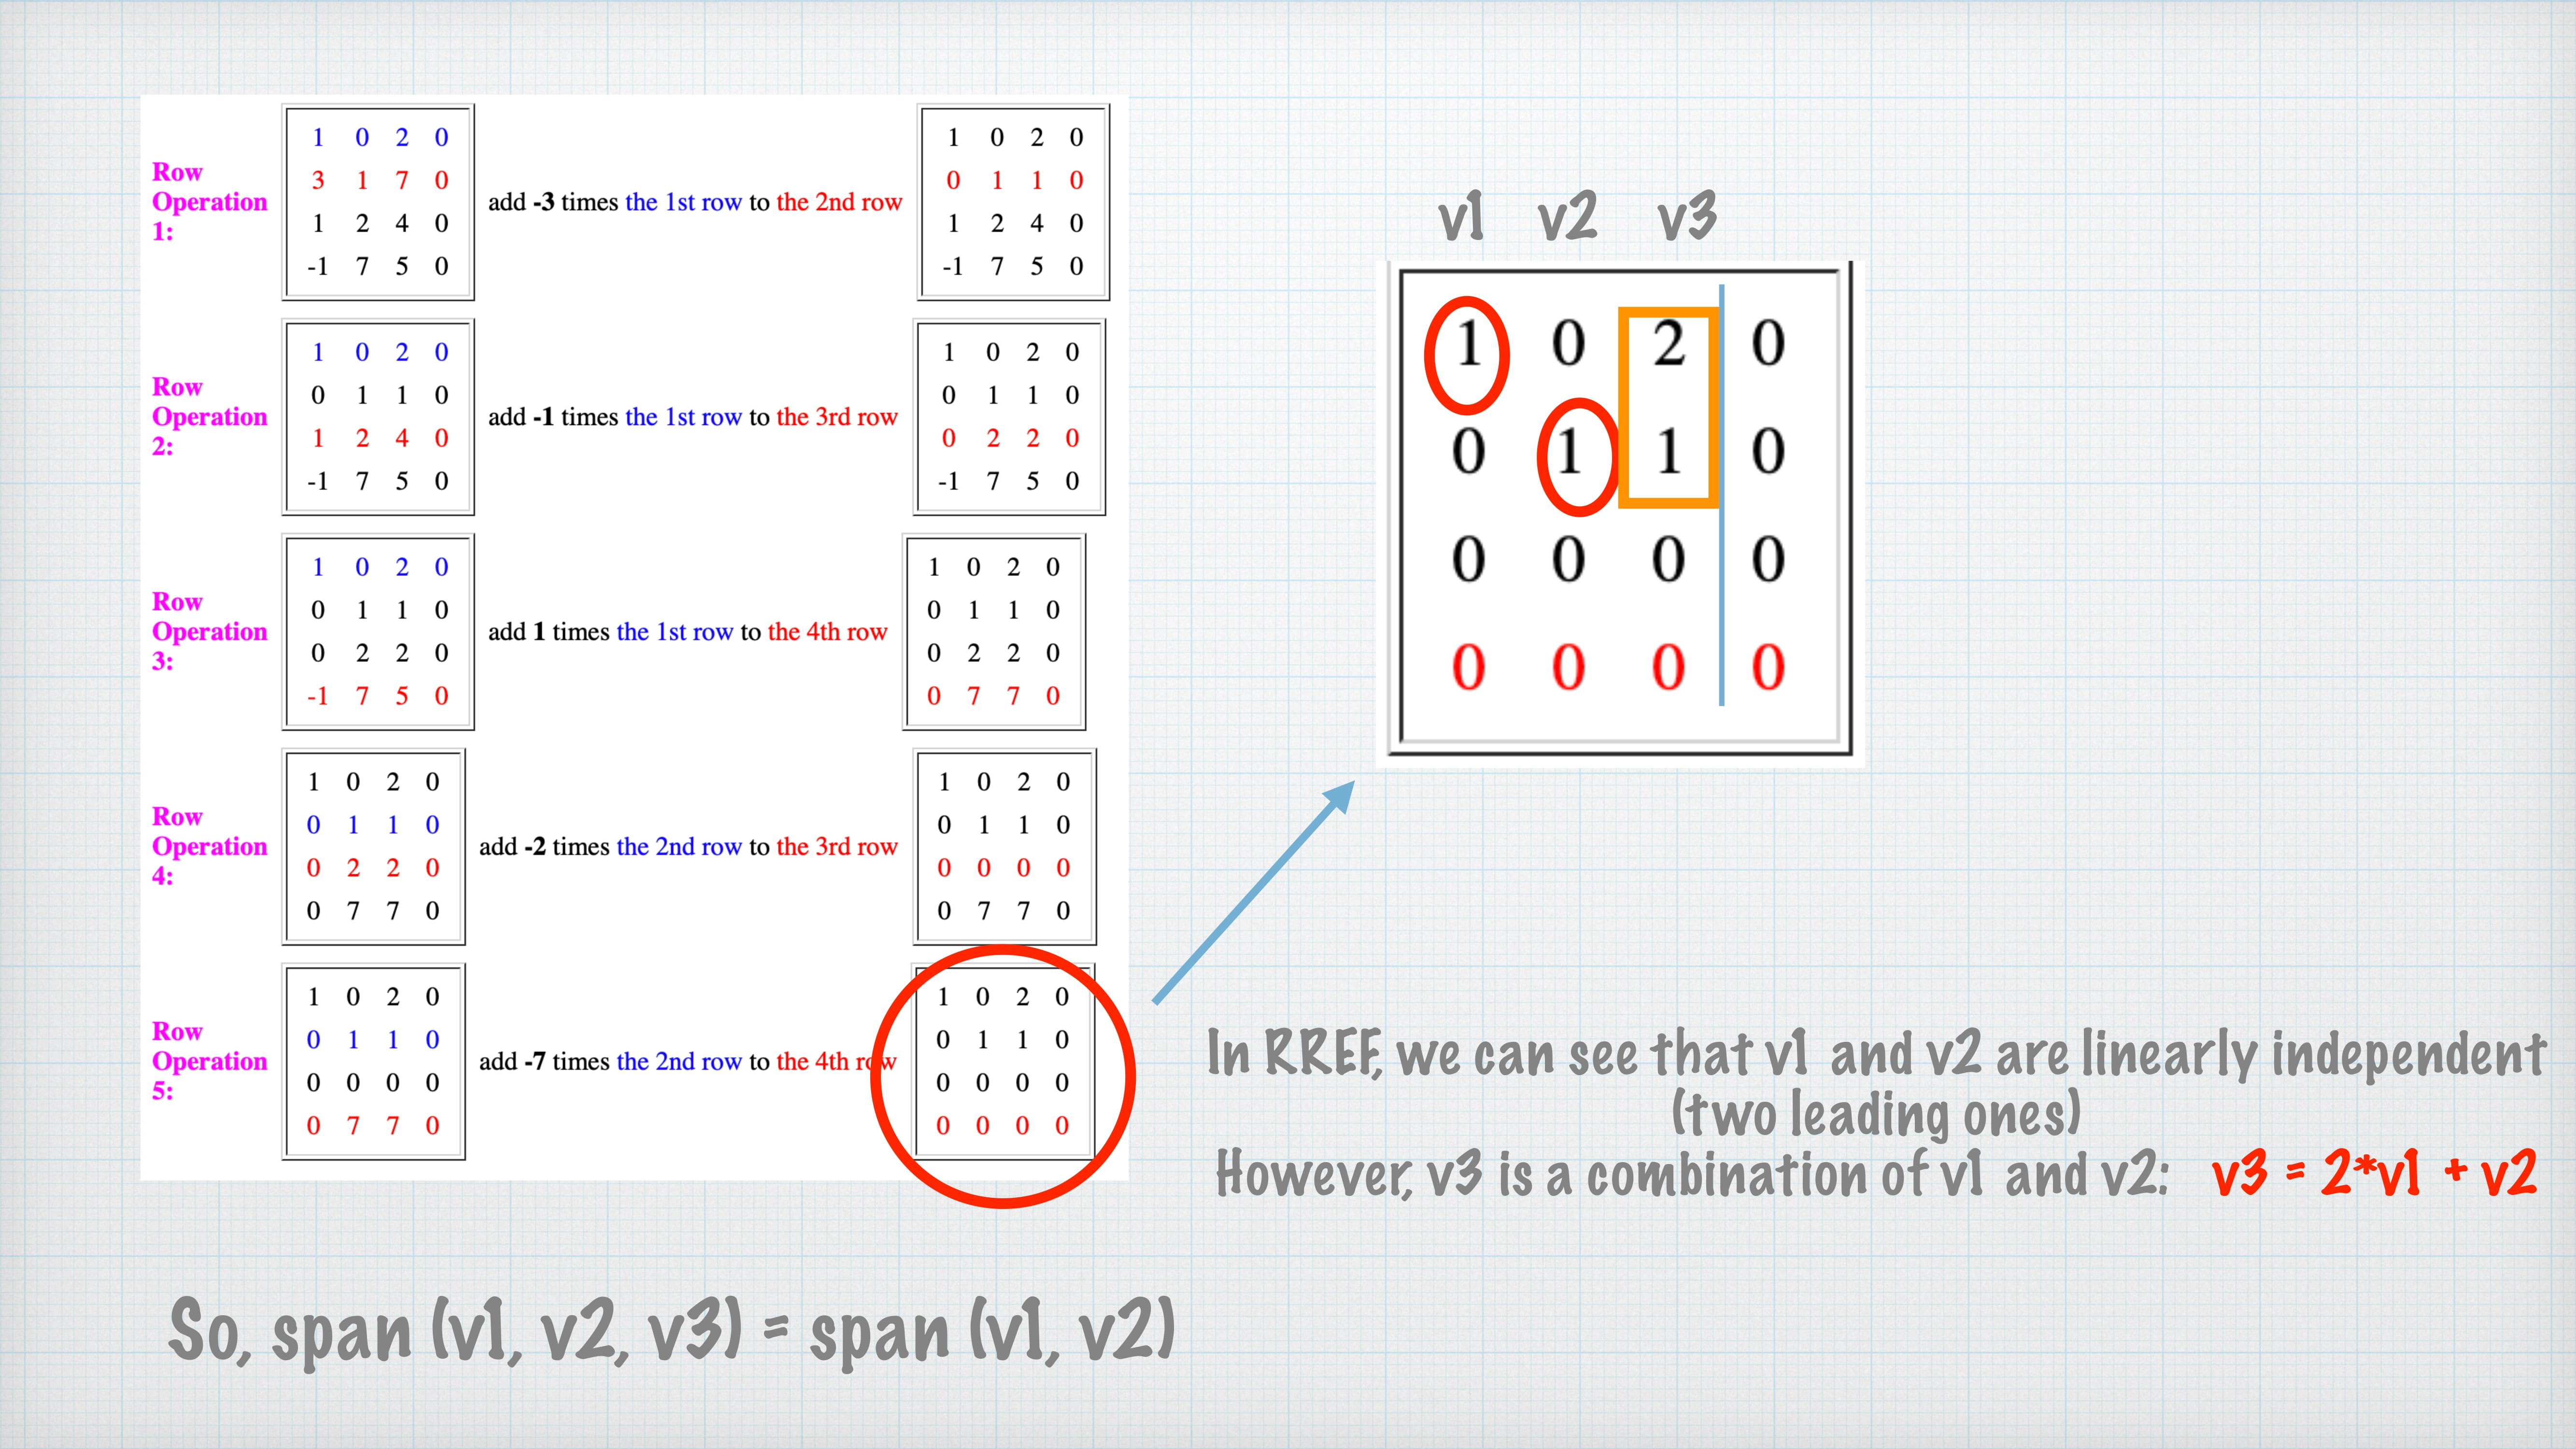 Row Operation 1:
1 0 2 0
3 1 7 0
1 2 4 0
-1 7 5 0
add -3 times the 1st row to the 2nd row
1 0 2 0
0 1 1 0
1 2 4 0
-1 7 5 0
Row Operation 2:
1 0 2 0
0 1 1 0
1 2 4 0
-1 7 5 0
add -1 times the 1st row to the 3rd row
1 0 2 0
0 1 1 0
0 2 2 0
-1 7 5 0
Row Operation 3:
1 0 2 0
0 1 1 0
0 2 2 0
-1 7 5 0
add 1 times the 1st row to the 4th row
1 0 2 0
0 1 1 0
0 2 2 0
0 7 7 0
Row Operation 4:
1 0 2 0
0 1 1 0
0 2 2 0
0 7 7 0
add -2 times the 2nd row to the 3rd row
1 0 2 0
0 1 1 0
0 0 0 0
0 7 7 0
Row Operation 5:
1 0 2 0
0 1 1 0
0 0 0 0
0 7 7 0
add -7 times the 2nd row to the 4th row
1 0 2 0
0 1 1 0
0 0 0 0
0 0 0 0
v1 v2 v3
1 0 2 0
0 1 1 0
0 0 0 0
0 0 0 0
In RREF, we can see that v1 and v2 are linearly independent
(two leading ones)
However, v3 is a combination of v1 and v2: v3 = 2*v1 + v2
So, span (v1, v2, v3) = span (v1, v2)